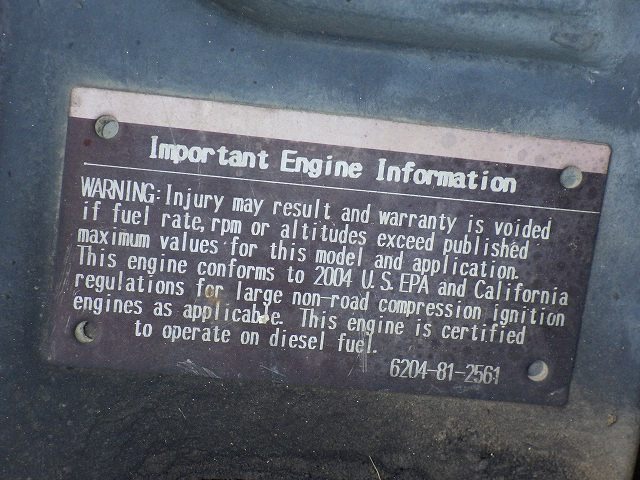 Important Engine Information
WARNING: Injury may result and warranty is voided
if fuel rate, rpm or altitudes exceed published
maximum values for this model and application.
This engine conforms to 2004 U.S. EPA and California
regulations for large non-road compression ignition
engines as applicable. This engine is certified
to operate on diesel fuel.
6204-81-2561